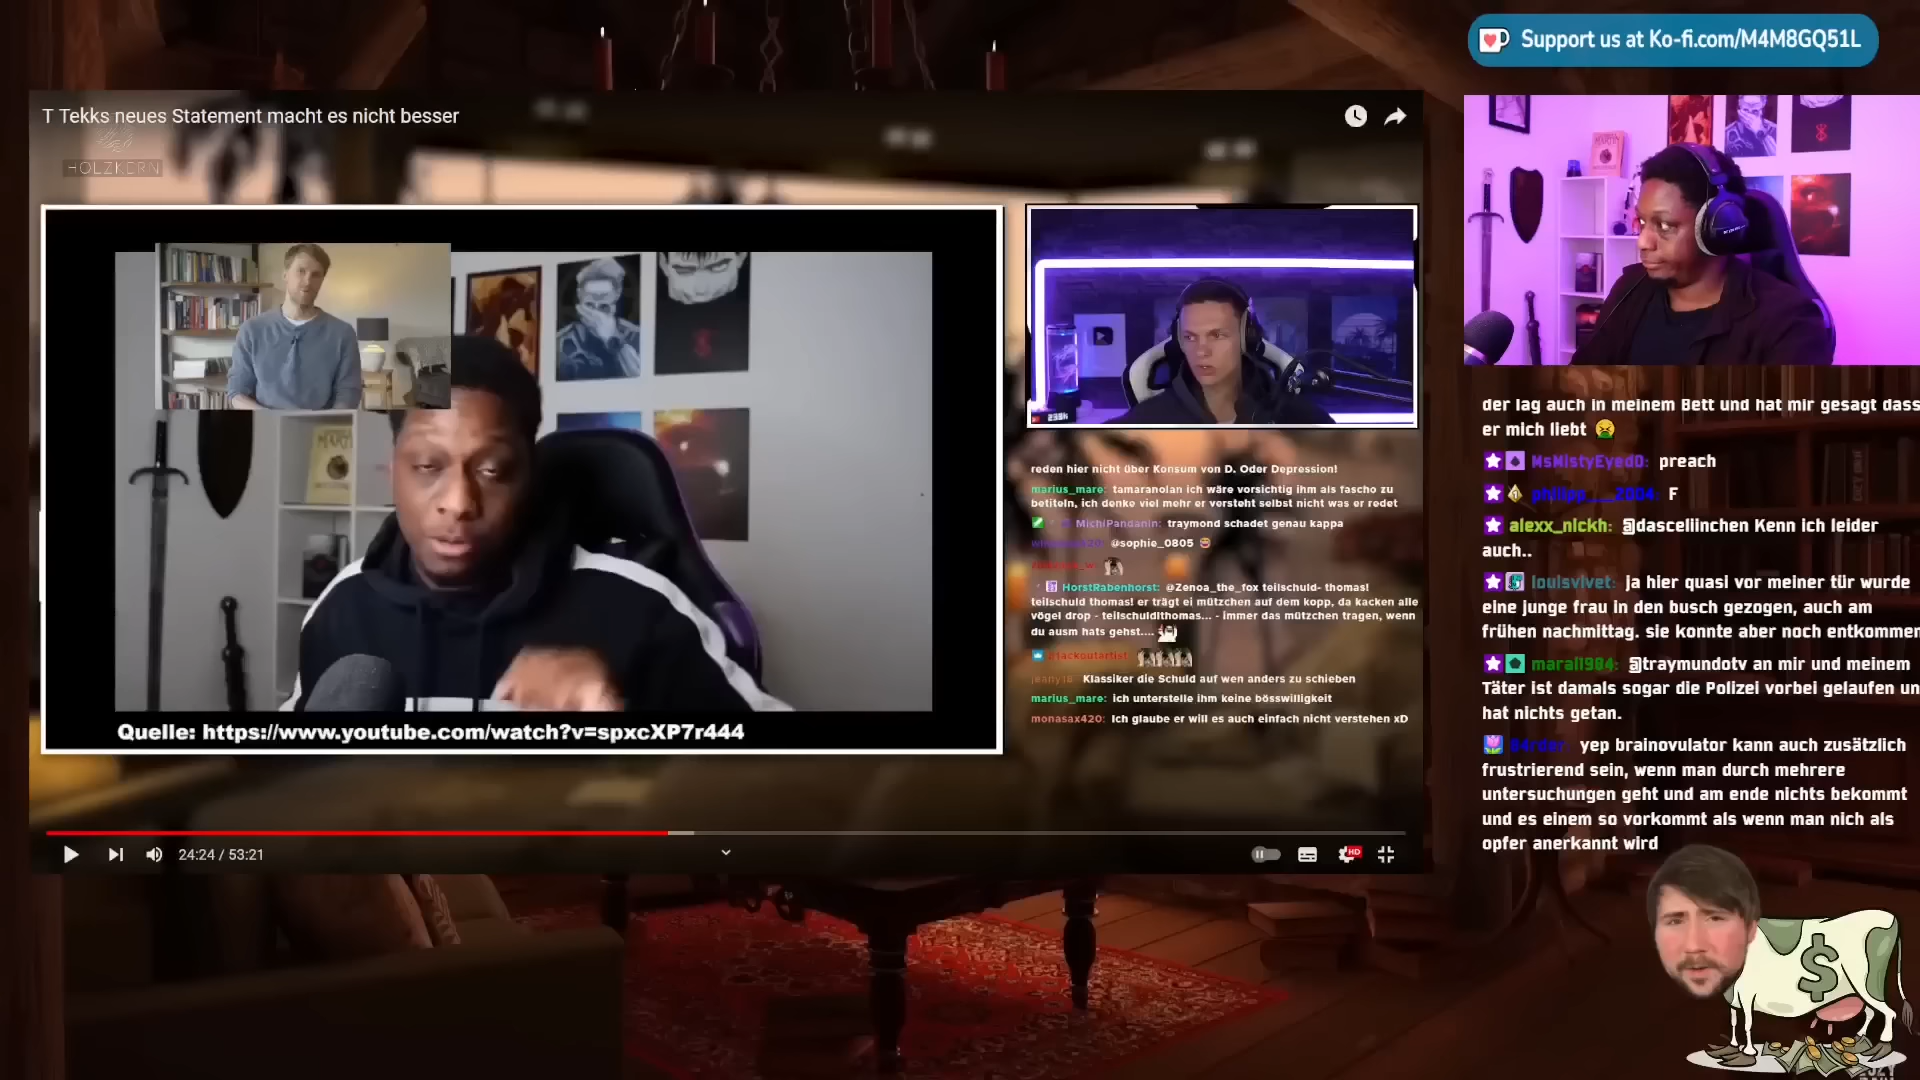 Support us at Ko-fi.com/M4M8GQ51L
T Tekks neues Statement macht es nicht besser
HOLZKERN
Quelle: https://www.youtube.com/watch?v=spxcXP7r444
reden hier nicht über Konsum von D. Oder Depression!
marius_mare: tamaranolan ich wäre vorsichtig ihm als fascho zu
betiteln, ich denke viel mehr er versteht selbst nicht was er redet
MichiPandanin: traymond schadet genau kappa
@sophie_0805
HorstRabenhorst: @Zenoa_the_fox teilschuld- thomas!
teilschuld thomas! er trägt ei mützchen auf dem kopp, da kacken alle
vögel drop - teilschuldithomas... - immer das mützchen tragen, wenn
du ausm hats gehst....
Klassiker die Schuld auf wen anders zu schieben
marius_mare: ich unterstelle ihm keine bösswilligkeit
monasax420: Ich glaube er will es auch einfach nicht verstehen xD
24:24 / 53:21
HD
der lag auch in meinem Bett und hat mir gesagt dass
er mich liebt
MsMistyEyedD: preach
philipp__2004: F
alexx_nickh: @dasceliinchen Kenn ich leider
auch..
louisvivet: ja hier quasi vor meiner tür wurde
eine junge frau in den busch gezogen, auch am
frühen nachmittag. sie konnte aber noch entkommen
marali904: @traymundotv an mir und meinem
Täter ist damals sogar die Polizei vorbei gelaufen un
hat nichts getan.
yep brainovulator kann auch zusätzlich
frustrierend sein, wenn man durch mehrere
untersuchungen geht und am ende nichts bekommt
und es einem so vorkommt als wenn man nich als
opfer anerkannt wird
$